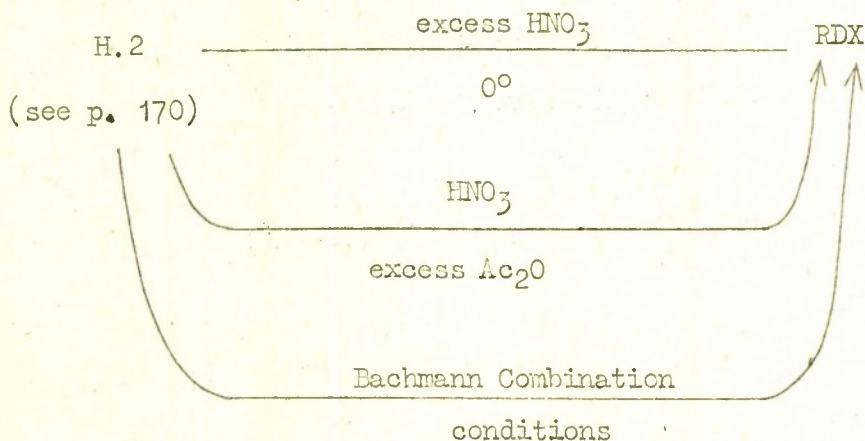 excess HNO3
H.2
RDX
0°
(see p. 170)
HNO3
excess Ac2O
Bachmann Combination
conditions